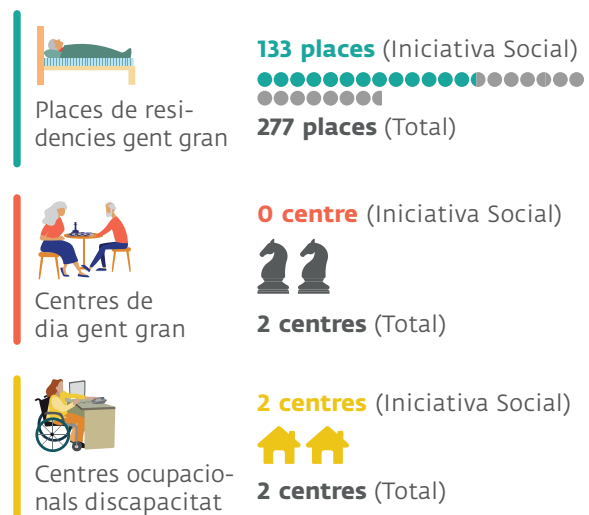 133 places (Iniciativa Social)
Places de resi-
dencies gent gran
277 places (Total)
0 centre (Iniciativa Social)
Centres de
dia gent gran
2 centres (Total)
2 centres (Iniciativa Social)
Centres ocupacio-
nals discapacitat
2 centres (Total)